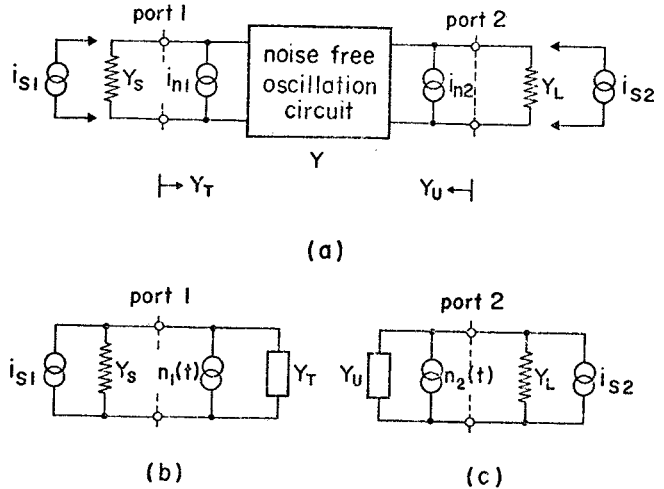 port 1
port 2
i_S1
Y_S
i_n1
noise free
oscillation
circuit
i_n2
Y_L
i_S2
Y
Y_T
Y_U
(a)
port 1
port 2
i_S1
Y_S
n_1(t)
Y_T
Y_U
n_2(t)
Y_L
i_S2
(b)
(c)